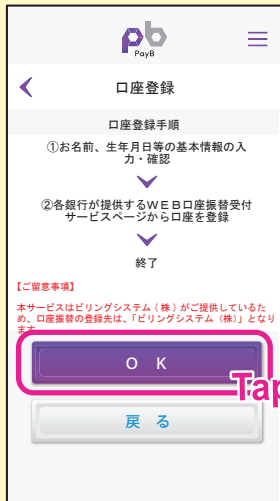 pb
PayB
口座登録
口座登録手順
①お名前、生年月日等の基本情報の入
力・確認
②各銀行が提供するWEB口座振替受付
サービスページから口座を登録
終了
【ご留意事項】
本サービスはビリングシステム（株）がご提供しているた
め、口座振替の登録先は、「ビリングシステム（株）」となり
ます。
OK
Tap
戻る